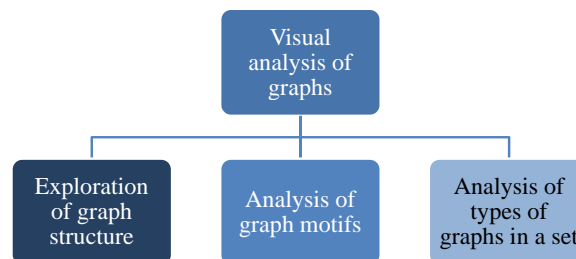 Visual
analysis of
graphs
Exploration
of graph
structure
Analysis of
graph motifs
Analysis of
types of
graphs in a set